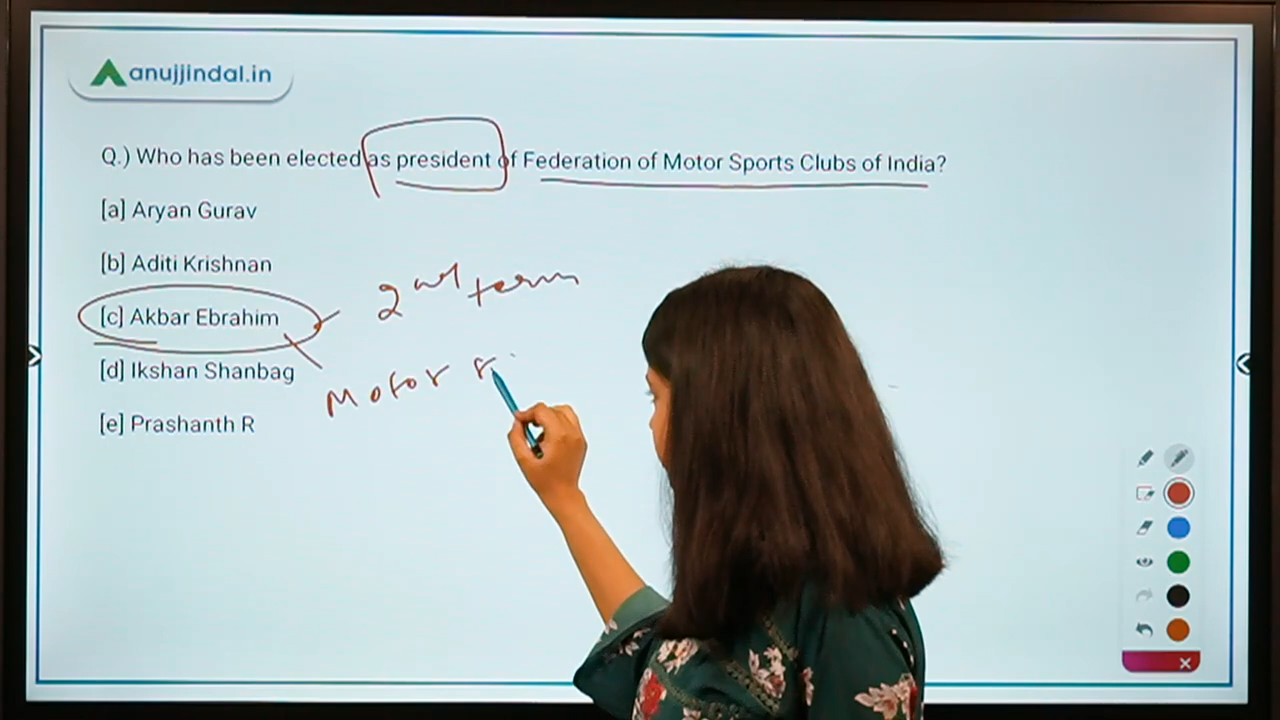 anujjindal.in
Q.) Who has been elected as president of Federation of Motor Sports Clubs of India?
[a] Aryan Gurav
[b] Aditi Krishnan
2nd term
[c] Akbar Ebrahim
[d] Ikshan Shanbag
Motor
[e] Prashanth R